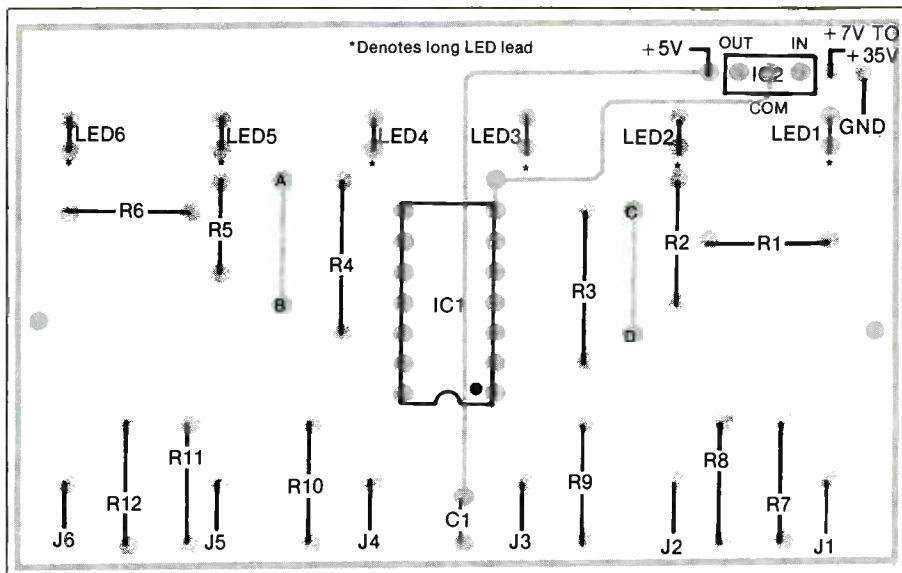 *Denotes long LED lead
+5V
OUT
IN
+7V TO
+35V
IC2
COM
GND
LED6
LED5
LED4
LED3
LED2
LED1
*
*
*
*
*
*
A
C
R6
R5
R4
R3
R2
R1
B
IC1
D
R12
R11
R10
R9
R8
R7
J6
J5
J4
C1
J3
J2
J1